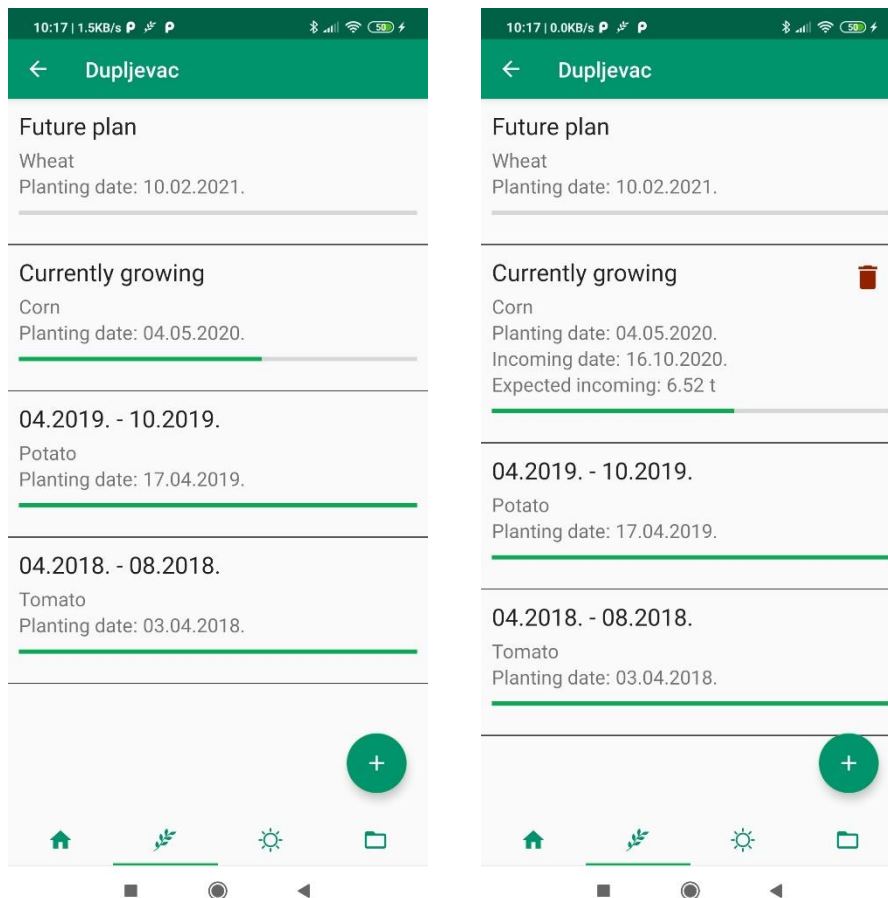 10:17 | 1.5KB/s P P
50
Dupljevac
Future plan
Wheat
Planting date: 10.02.2021.
Currently growing
Corn
Planting date: 04.05.2020.
04.2019. - 10.2019.
Potato
Planting date: 17.04.2019.
04.2018. - 08.2018.
Tomato
Planting date: 03.04.2018.
+
10:17 | 0.0KB/s P P
50
Dupljevac
Future plan
Wheat
Planting date: 10.02.2021.
Currently growing
Corn
Planting date: 04.05.2020.
Incoming date: 16.10.2020.
Expected incoming: 6.52 t
04.2019. - 10.2019.
Potato
Planting date: 17.04.2019.
04.2018. - 08.2018.
Tomato
Planting date: 03.04.2018.
+